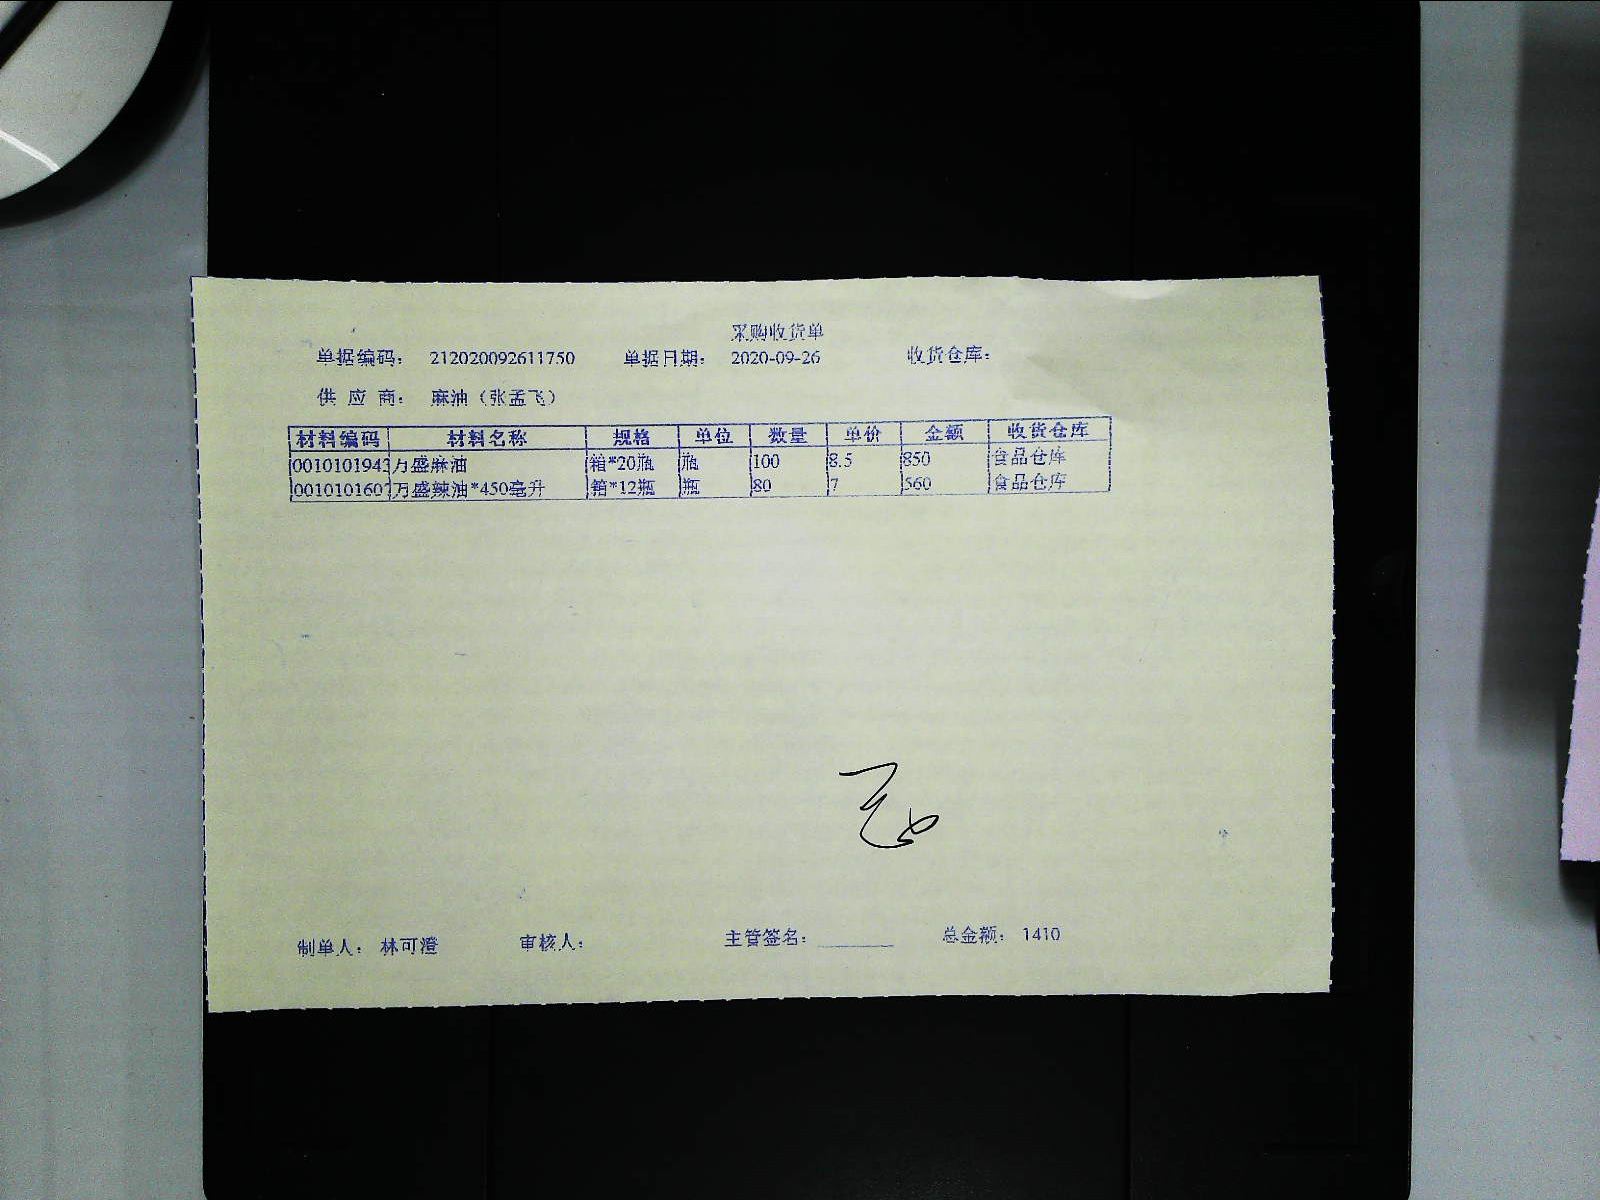 采购收货单
单据编码： 212020092611750 单据日期： 2020-09-26 收货仓库：
供 应 商： 麻油（张孟飞）
材料编码 材料名称 规格 单位 数量 单价 金额 收货仓库
0010101943 万盛麻油 箱*20瓶 瓶 100 8.5 850 食品仓库
0010101607 万盛辣油*450毫升 箱*12瓶 瓶 80 7 560 食品仓库
制单人： 林可澄 审核人： 主管签名： 总金额： 1410